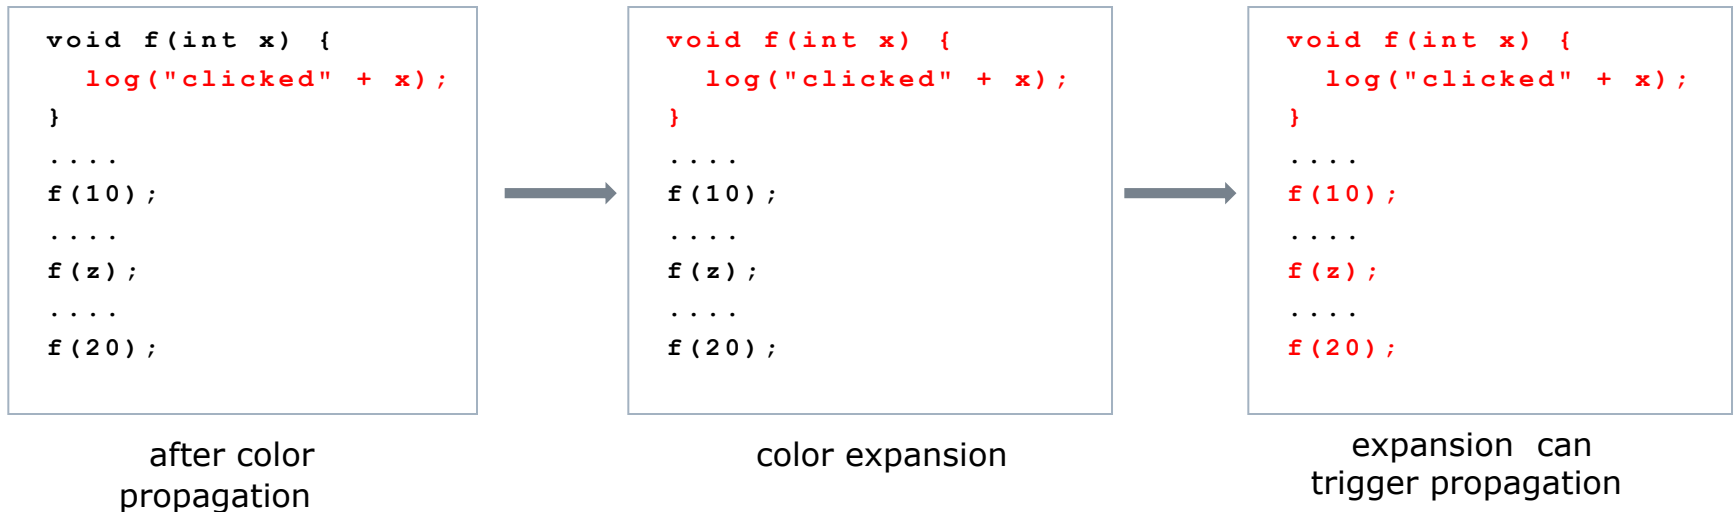 void f(int x) {
  log("clicked" + x);
}
....
f(10);
....
f(z);
....
f(20);
after color
propagation
void f(int x) {
  log("clicked" + x);
}
....
f(10);
....
f(z);
....
f(20);
color expansion
void f(int x) {
  log("clicked" + x);
}
....
f(10);
....
f(z);
....
f(20);
expansion can
trigger propagation